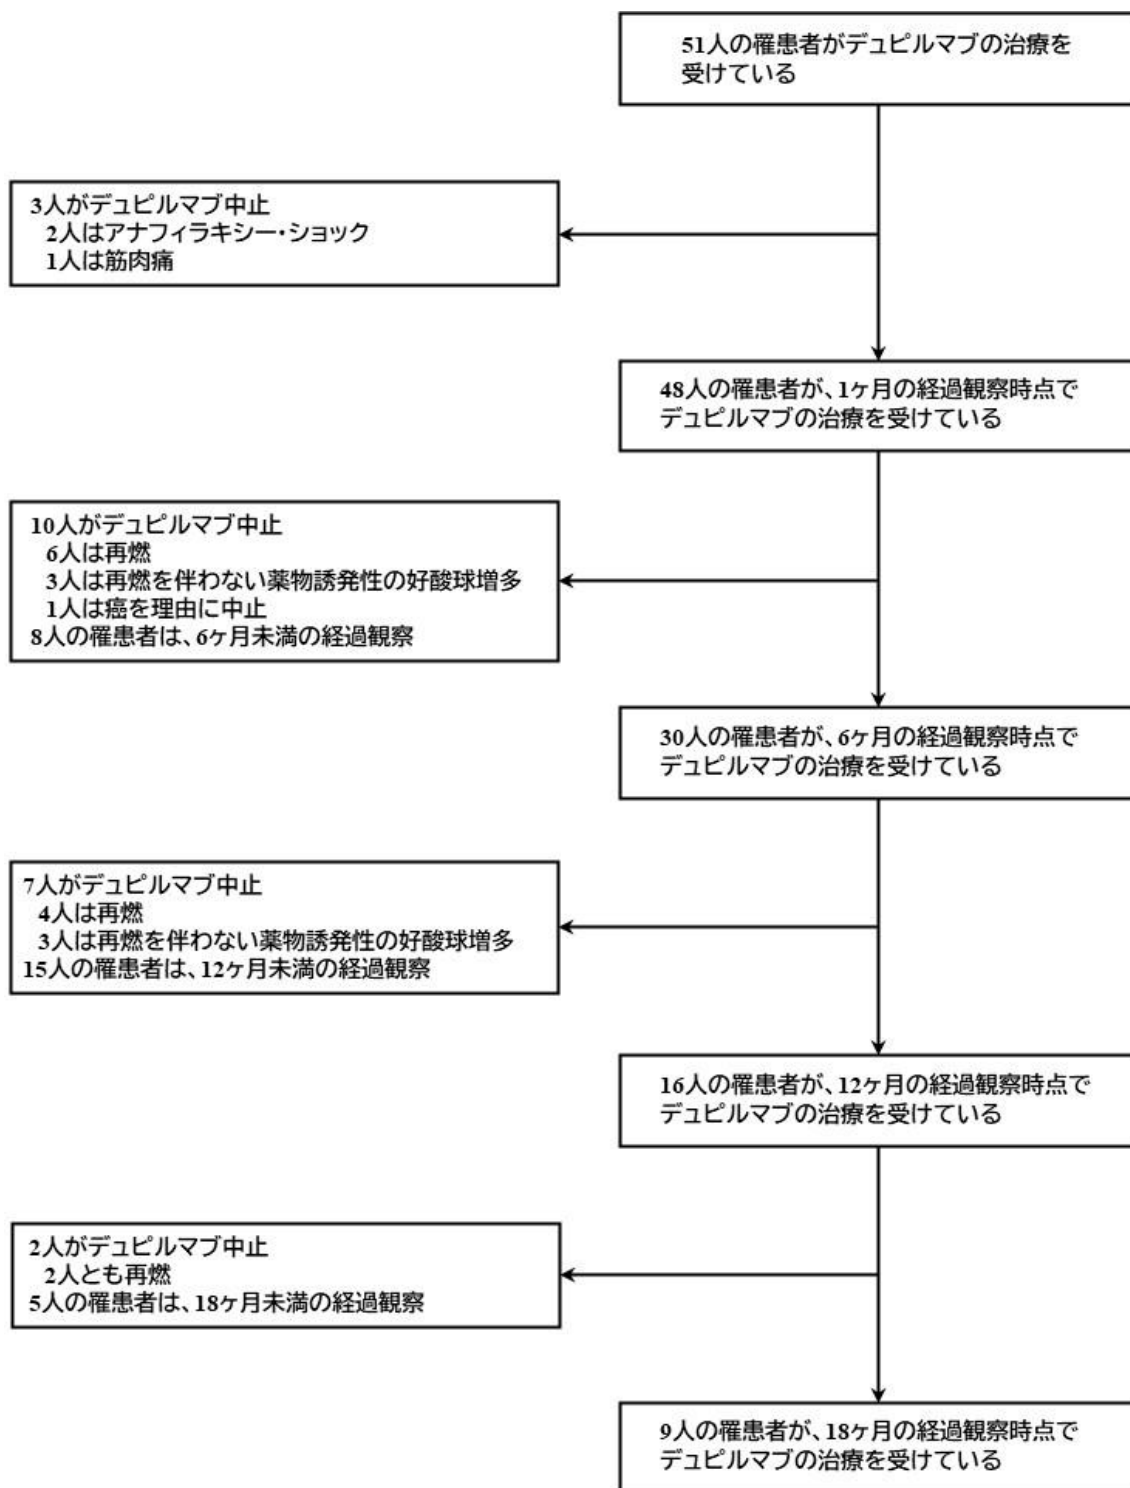 51人の罹患者がデュピルマブの治療を
受けている
3人がデュピルマブ中止
2人はアナフィラキシー・ショック
1人は筋肉痛
48人の罹患者が、1ヶ月の経過観察時点で
デュピルマブの治療を受けている
10人がデュピルマブ中止
6人は再燃
3人は再燃を伴わない薬物誘発性の好酸球増多
1人は癌を理由に中止
8人の罹患者は、6ヶ月未満の経過観察
30人の罹患者が、6ヶ月の経過観察時点で
デュピルマブの治療を受けている
7人がデュピルマブ中止
4人は再燃
3人は再燃を伴わない薬物誘発性の好酸球増多
15人の罹患者は、12ヶ月未満の経過観察
16人の罹患者が、12ヶ月の経過観察時点で
デュピルマブの治療を受けている
2人がデュピルマブ中止
2人とも再燃
5人の罹患者は、18ヶ月未満の経過観察
9人の罹患者が、18ヶ月の経過観察時点で
デュピルマブの治療を受けている